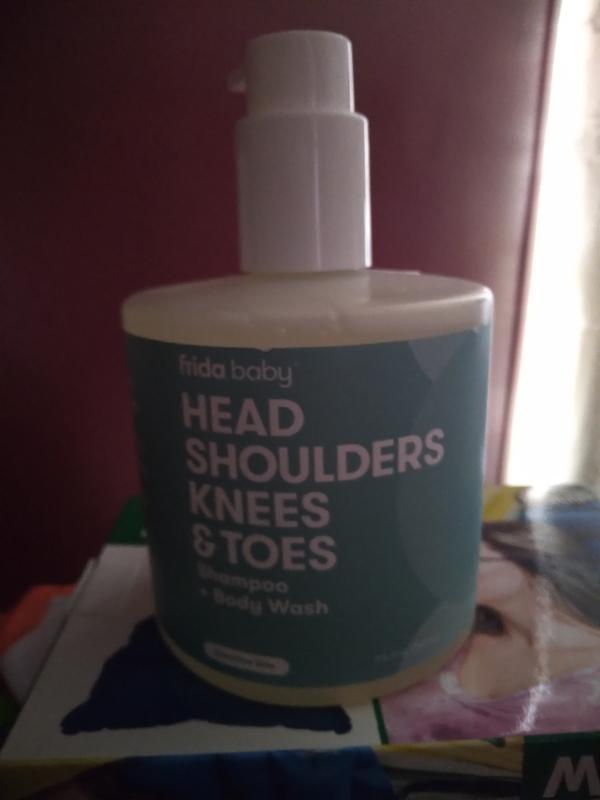 frida baby
HEAD
SHOULDERS
KNEES
& TOES
Shampoo
+ Body Wash
M